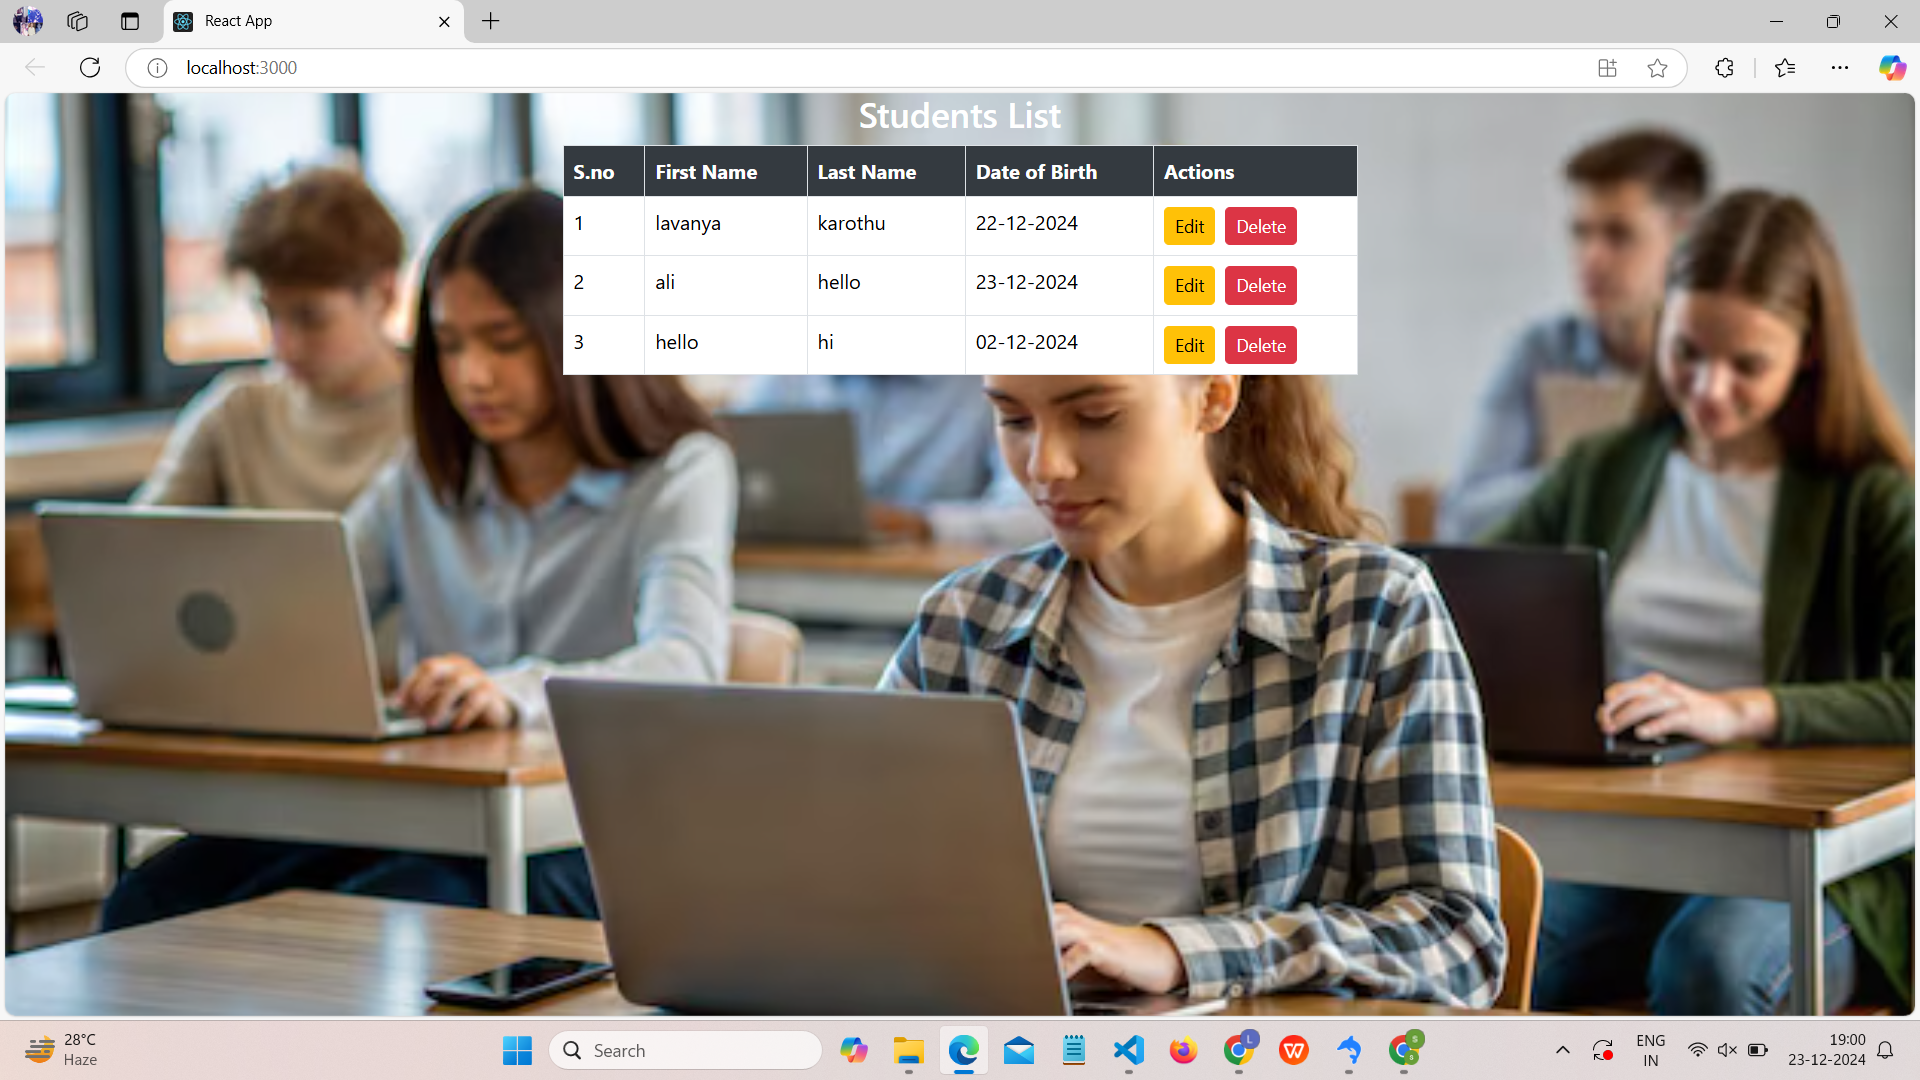 React App
localhost:3000
Students List
S.no First Name Last Name Date of Birth Actions
1 lavanya karothu 22-12-2024 Edit Delete
2 ali hello 23-12-2024 Edit Delete
3 hello hi 02-12-2024 Edit Delete
28°C
Haze
Search
L
W
S
s
ENG
IN
19:00
23-12-2024